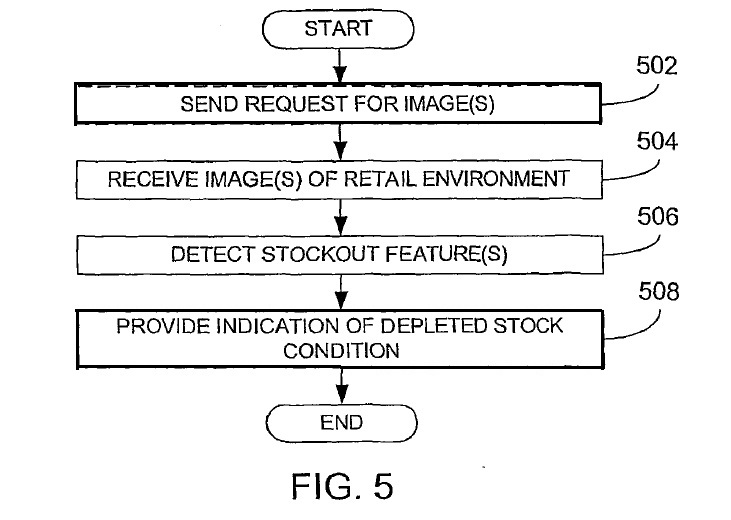 START
502
SEND REQUEST FOR IMAGE(S)
504
RECEIVE IMAGE(S) OF RETAIL ENVIRONMENT
506
DETECT STOCKOUT FEATURE(S)
508
PROVIDE INDICATION OF DEPLETED STOCK
CONDITION
END
FIG. 5